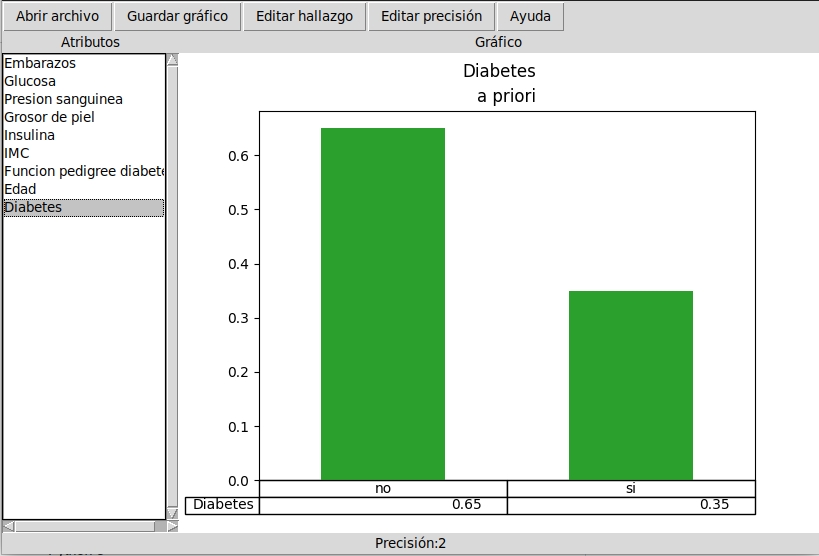 Abrir archivo Guardar gráfico Editar hallazgo Editar precisión Ayuda
Atributos Gráfico
Embarazos
Glucosa
Presion sanguinea
Grosor de piel
Insulina
IMC
Funcion pedigree diabete
Edad
Diabetes
Diabetes
a priori
0.6
0.5
0.4
0.3
0.2
0.1
0.0
no si
Diabetes 0.65 0.35
Precisión:2